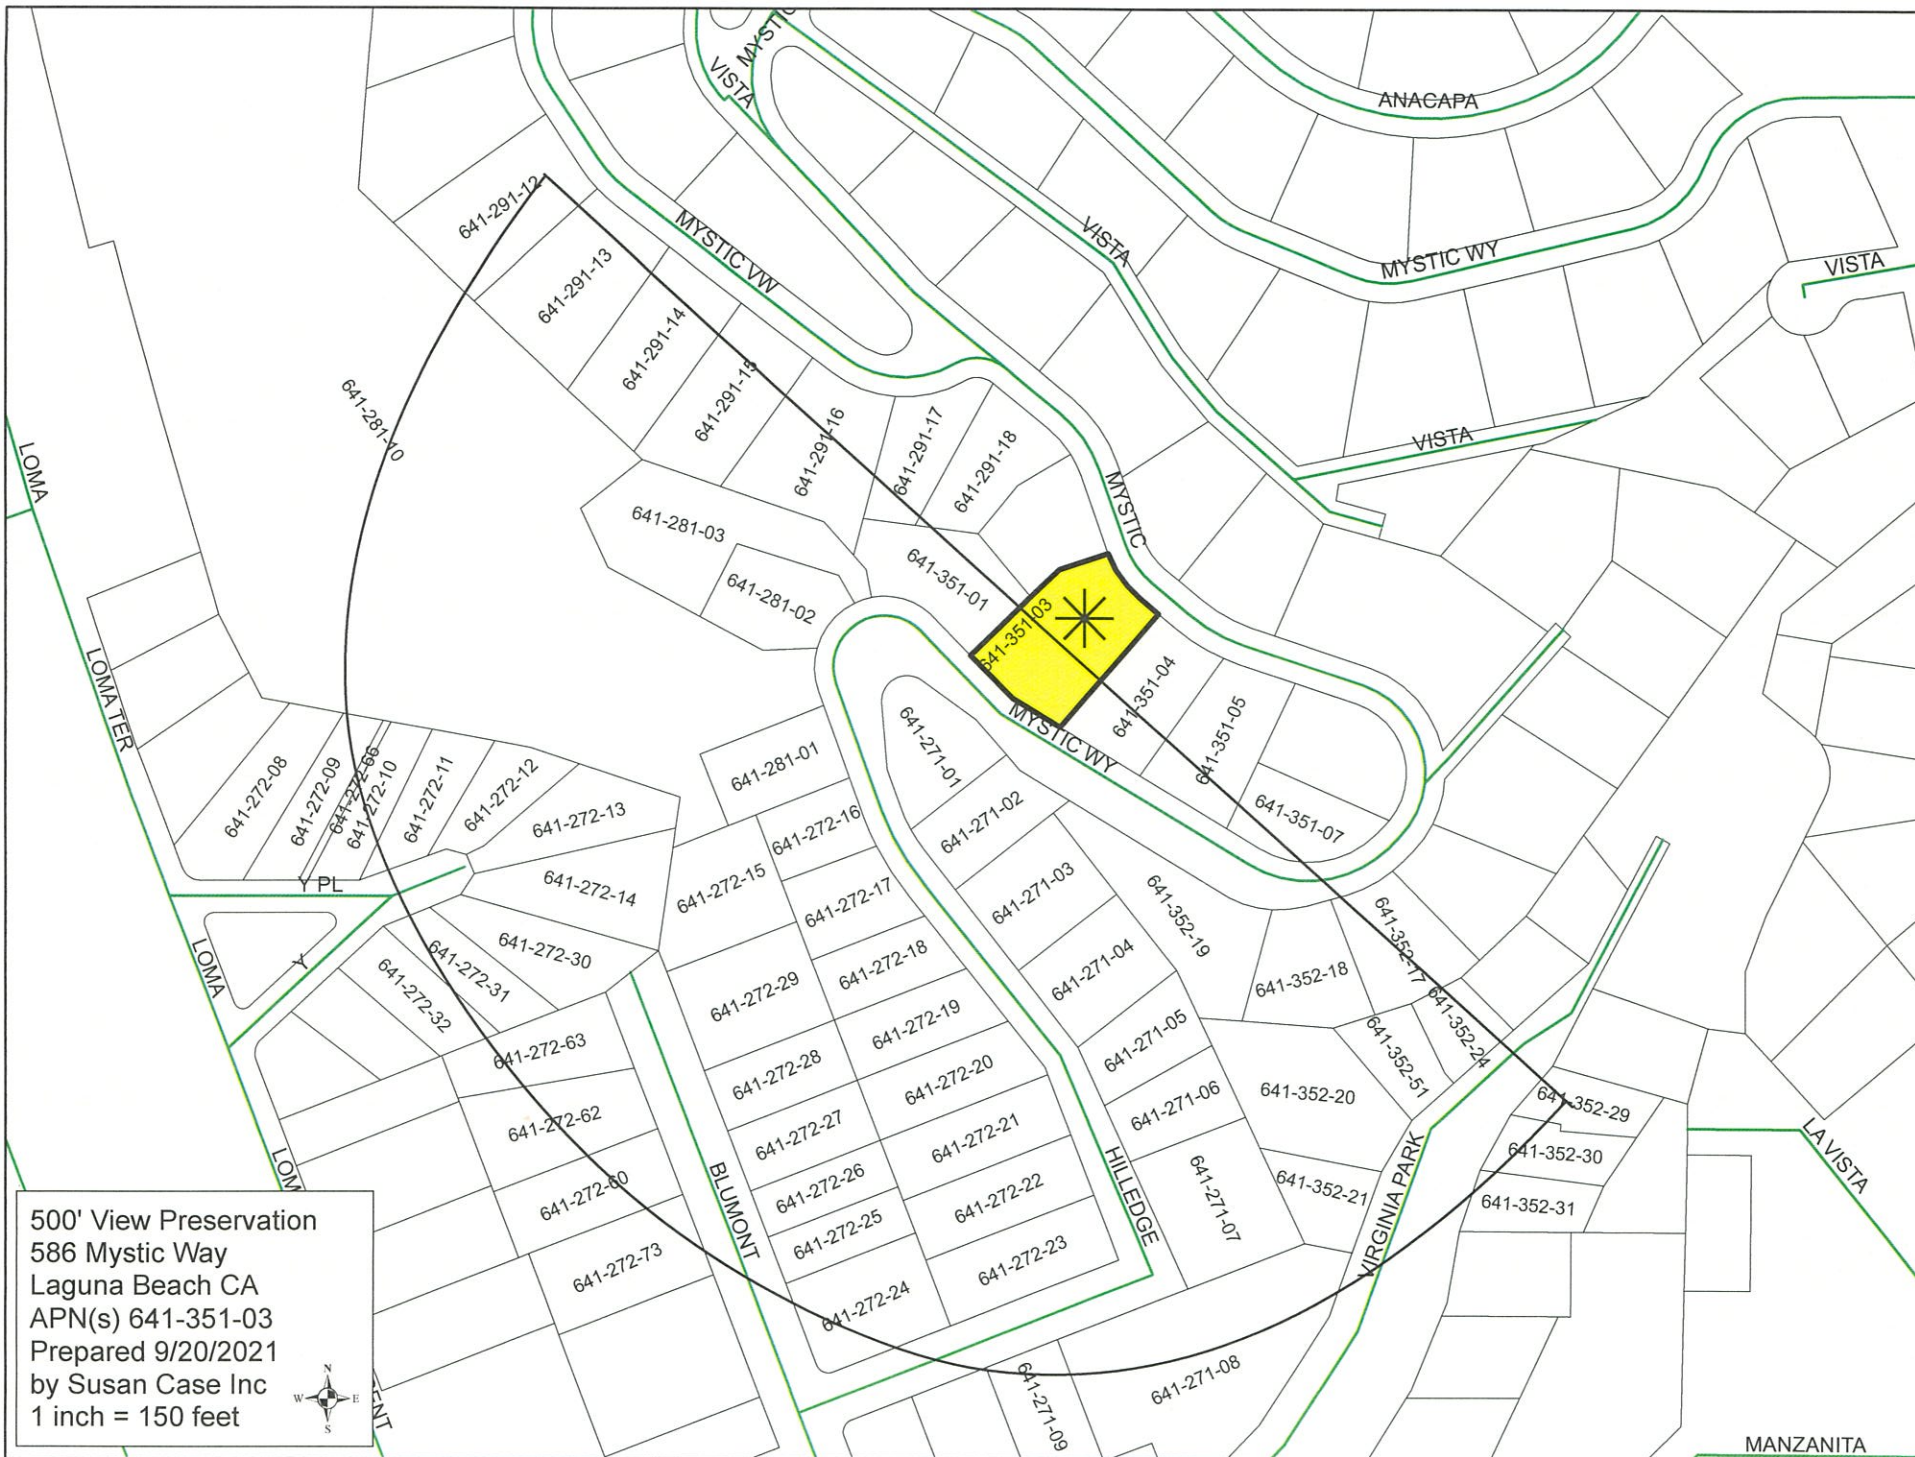 MYSTIC
VISTA
ANACAPA
641-291-12
MYSTIC VW
641-291-13
VISTA
MYSTIC WY
VISTA
641-291-14
641-291-15
641-281-10
641-291-16
641-291-17
641-291-18
VISTA
LOMA
MYSTIC
641-281-03
641-281-02
641-351-01
641-351-03
641-351-04
641-351-05
LOMA TER
MYSTIC WY
641-271-01
641-281-01
641-351-07
641-272-08
641-272-09
641-272-66
641-272-10
641-272-11
641-272-12
641-272-13
641-272-16
641-271-02
Y PL
641-272-14
641-272-15
641-272-17
641-271-03
641-352-19
641-352-17
LOMA
Y
641-272-30
641-272-31
641-272-32
641-272-18
641-272-29
641-271-04
641-352-18
641-352-24
641-352-51
641-272-63
641-272-19
641-271-05
641-272-28
641-272-20
641-271-06
641-352-20
641-352-29
641-272-62
641-272-27
641-272-21
641-352-30
LA VISTA
LOM
641-272-60
BLUMONT
641-272-26
641-272-22
HILLEDGE
641-271-07
641-352-21
VIRGINIA PARK
641-352-31
641-272-73
641-272-25
641-272-23
641-272-24
641-271-08
641-271-09
MANZANITA
500' View Preservation
586 Mystic Way
Laguna Beach CA
APN(s) 641-351-03
Prepared 9/20/2021
by Susan Case Inc
1 inch = 150 feet
N
W
E
S
ENT